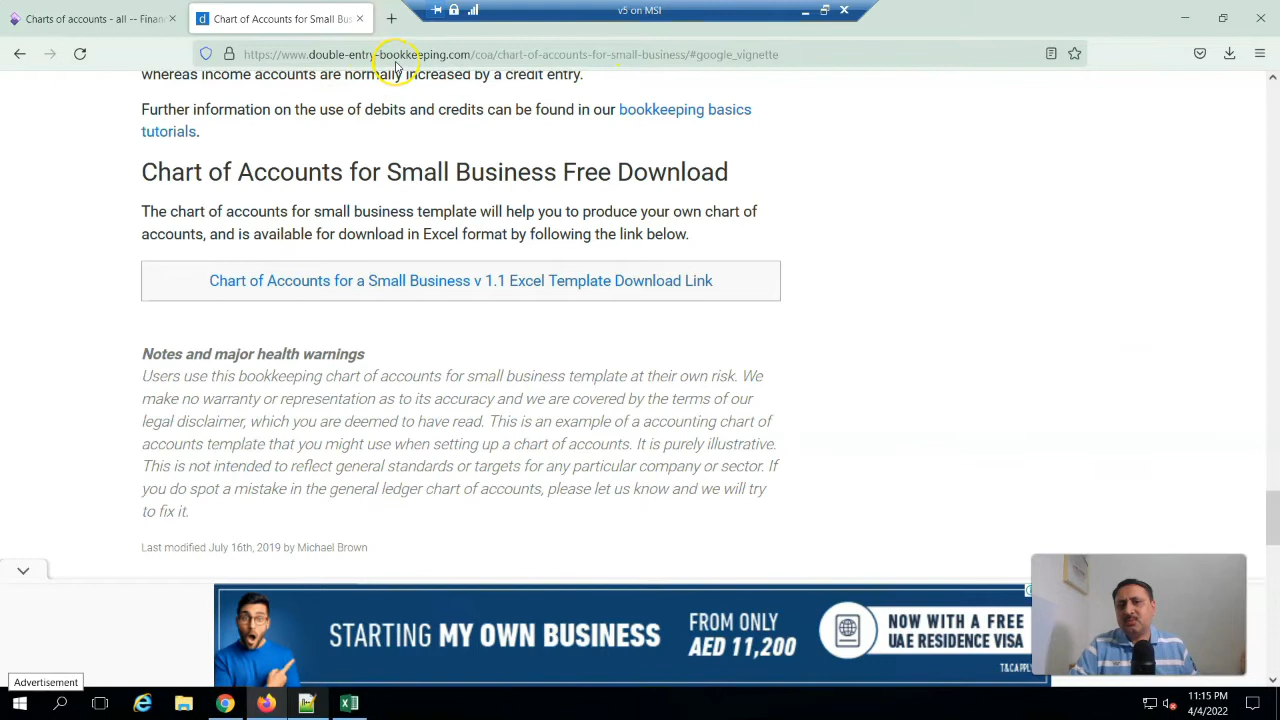 Charts of accounts - all -- Finan
Chart of Accounts for Small Bus
v5 on MSI
https://www.double-entry-bookkeeping.com/coa/chart-of-accounts-for-small-business/#google_vignette
whereas income accounts are normally increased by a credit entry.
Further information on the use of debits and credits can be found in our bookkeeping basics
tutorials.
Chart of Accounts for Small Business Free Download
The chart of accounts for small business template will help you to produce your own chart of
accounts, and is available for download in Excel format by following the link below.
Chart of Accounts for a Small Business v 1.1 Excel Template Download Link
Notes and major health warnings
Users use this bookkeeping chart of accounts for small business template at their own risk. We
make no warranty or representation as to its accuracy and we are covered by the terms of our
legal disclaimer, which you are deemed to have read. This is an example of a accounting chart of
accounts template that you might use when setting up a chart of accounts. It is purely illustrative.
This is not intended to reflect general standards or targets for any particular company or sector. If
you do spot a mistake in the general ledger chart of accounts, please let us know and we will try
to fix it.
Last modified July 16th, 2019 by Michael Brown
STARTING MY OWN BUSINESS
FROM ONLY
AED 11,200
NOW WITH A FREE
UAE RESIDENCE VISA
T&C APPLY
Advertisement
11:15 PM
4/4/2022